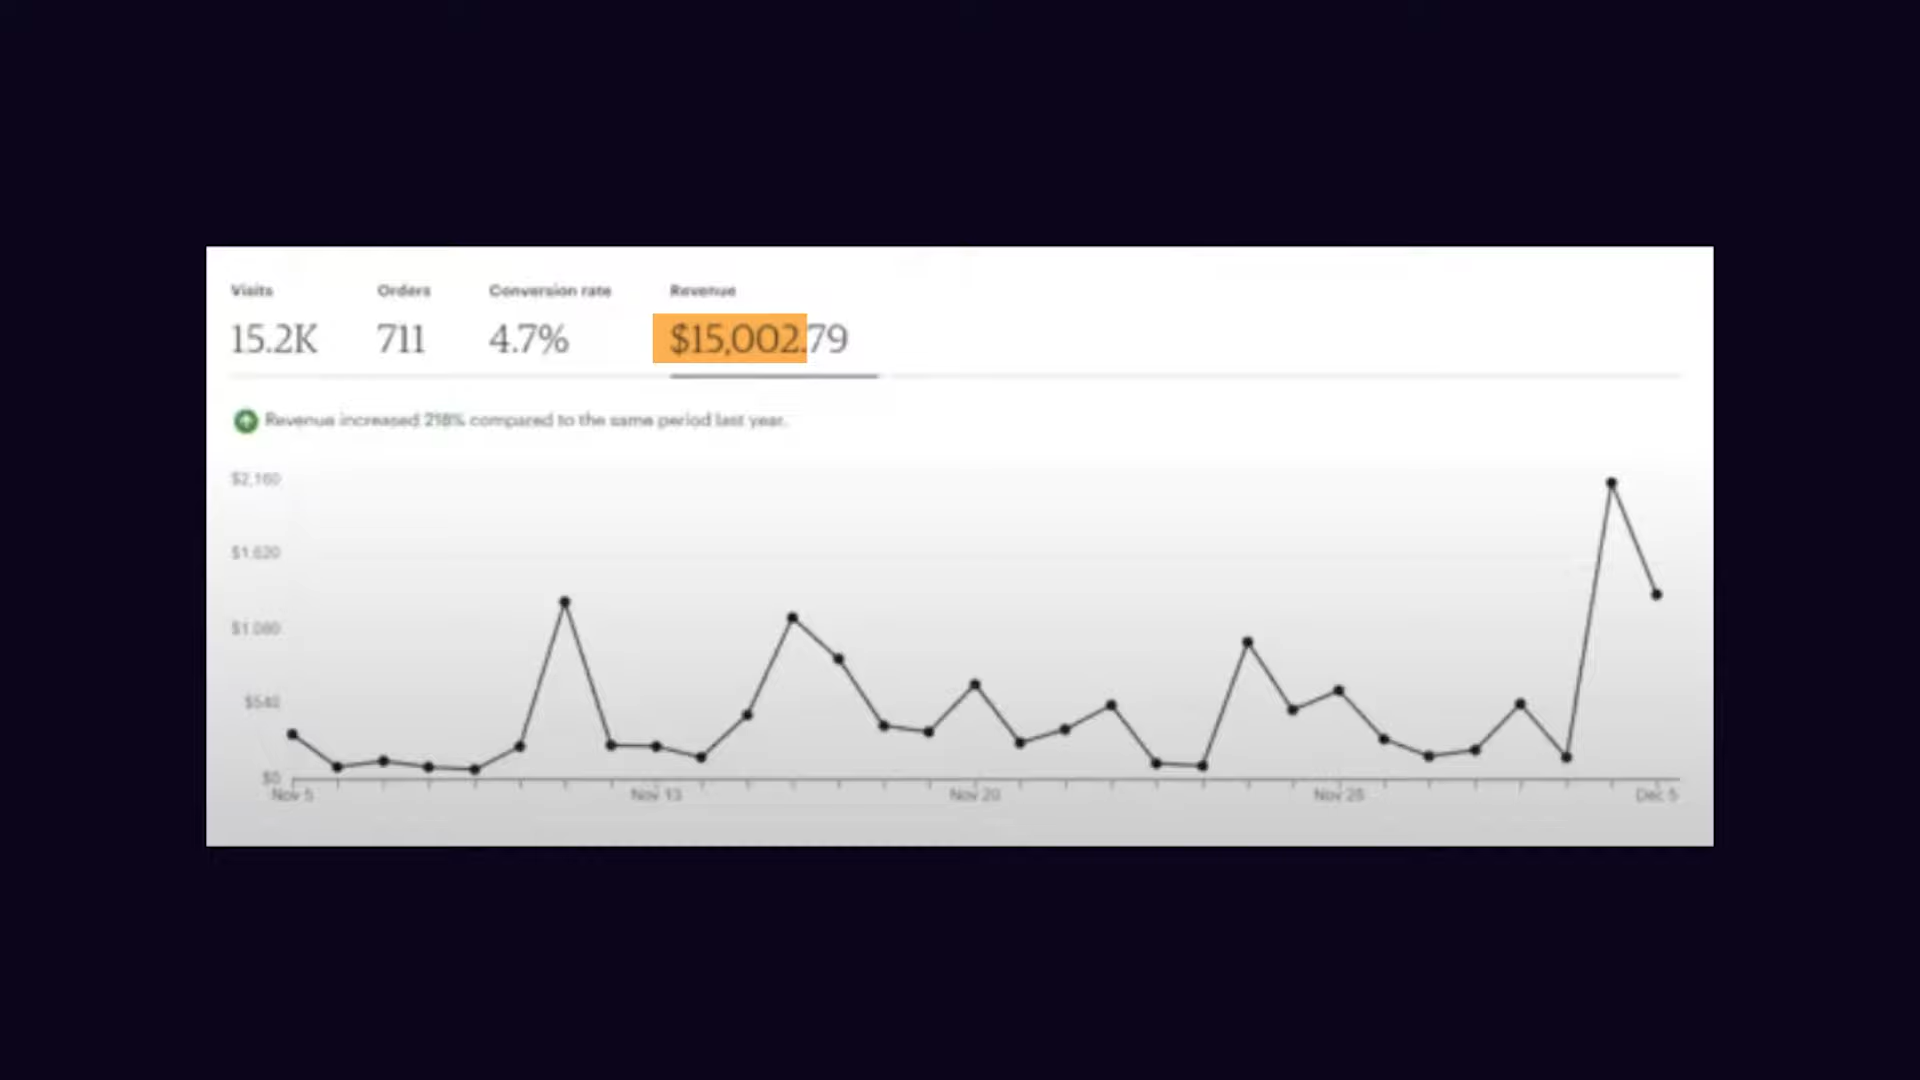 Visits Orders Conversion rate Revenue
15.2K 711 4.7% $15,002.79
Revenue increased 218% compared to the same period last year.
$2,160
$1,620
$1,080
$540
$0
Nov 5 Nov 13 Nov 20 Nov 28 Dec 5